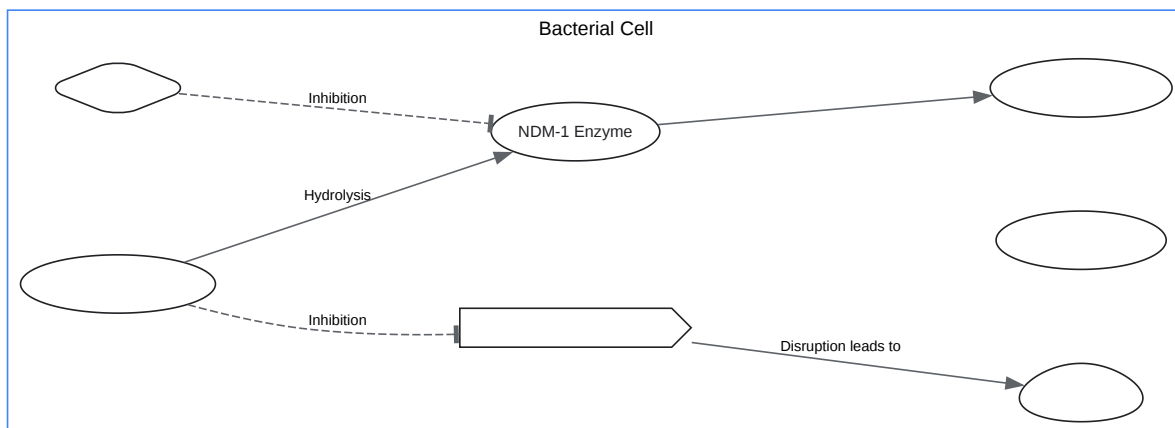 Bacterial Cell
Inhibition
NDM-1 Enzyme
Hydrolysis
Inhibition
Disruption leads to